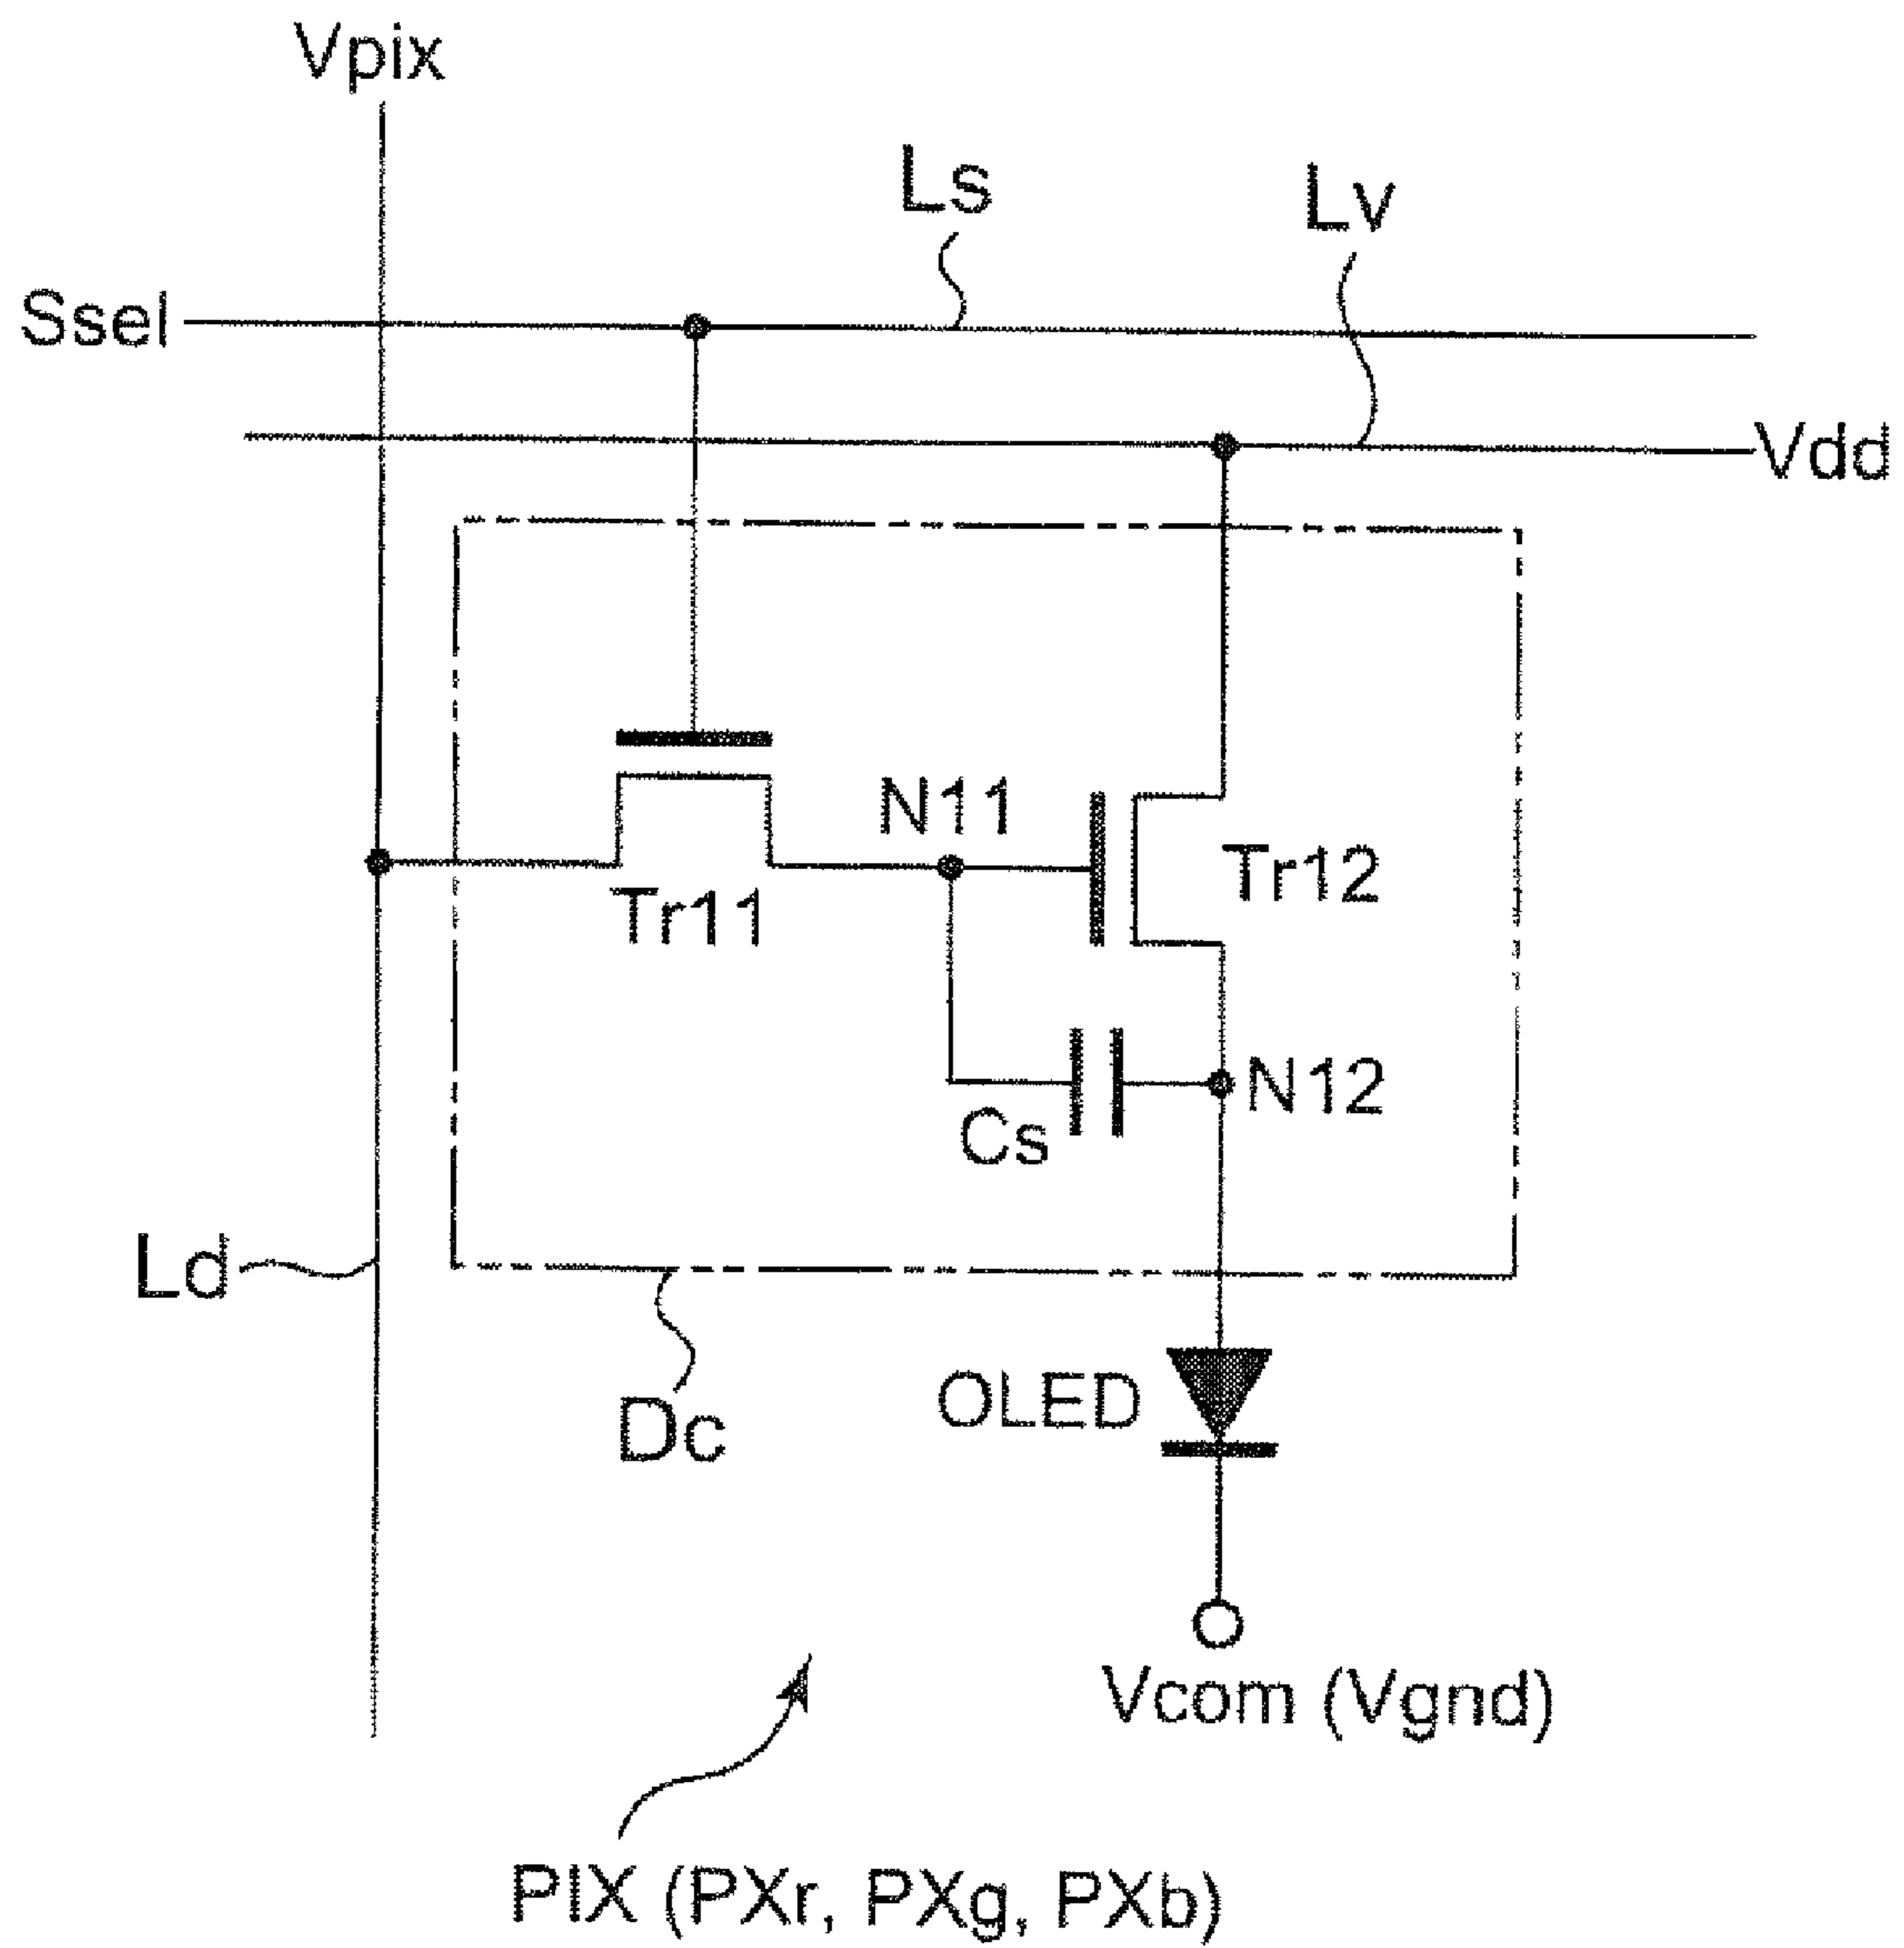 Vpix
Ls
Lv
Ssel
Vdd
N11
Tr12
Tr11
N12
Cs
Ld
OLED
Dc
Vcom (Vgnd)
PIX (PXr, PXg, PXb)